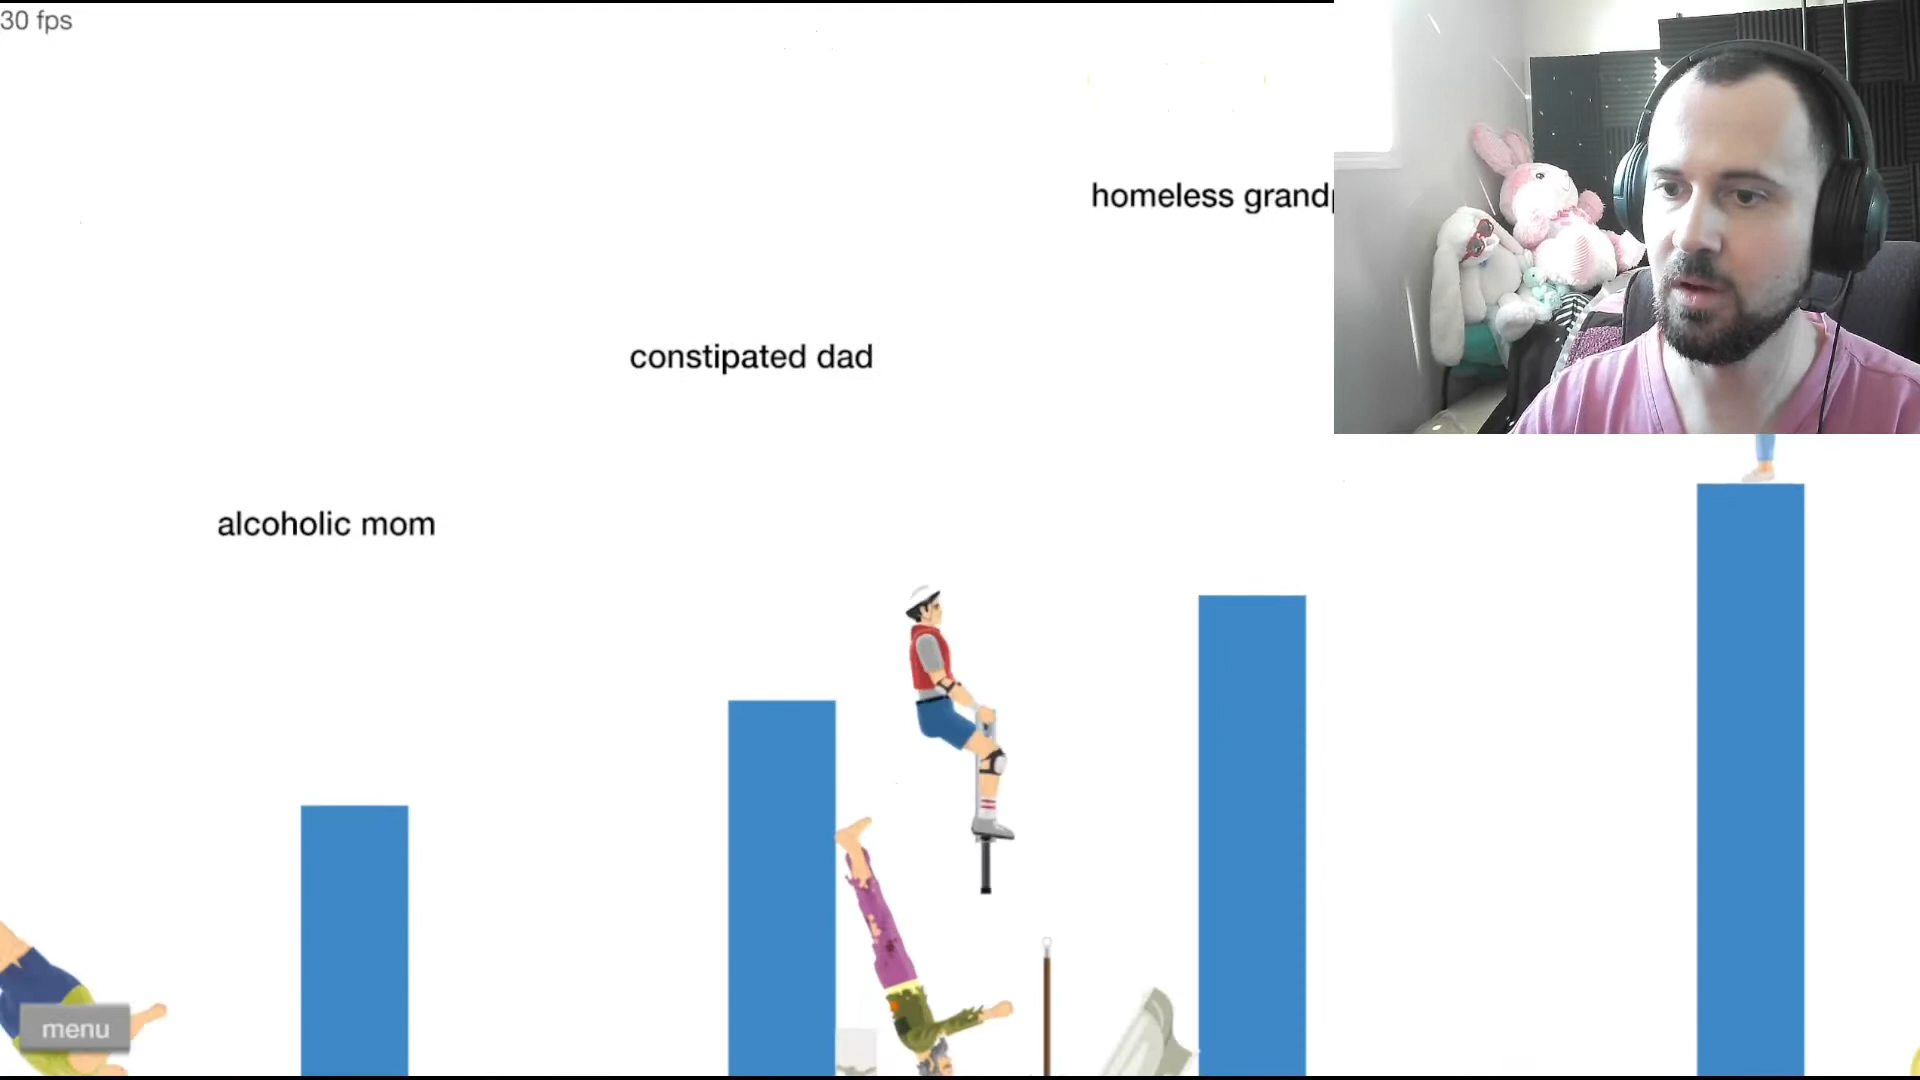 30 fps
homeless grand
constipated dad
alcoholic mom
menu